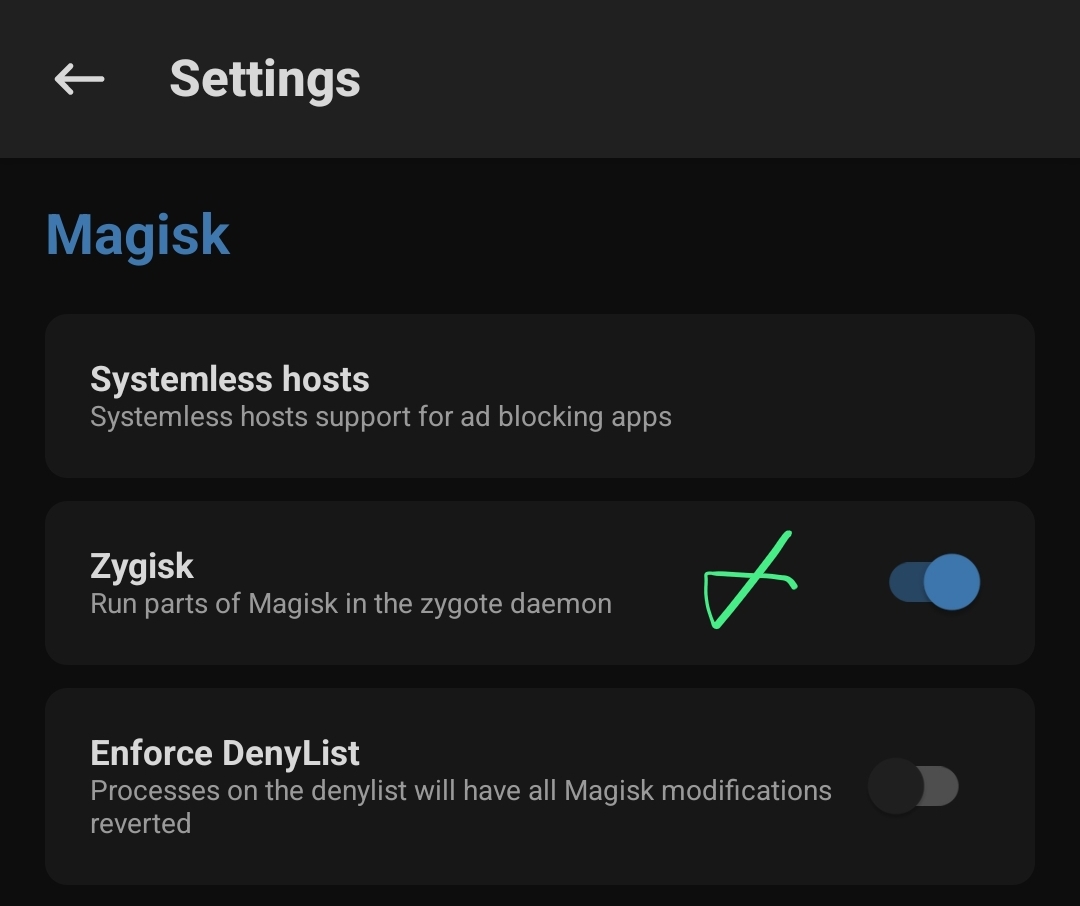 Settings
Magisk
Systemless hosts
Systemless hosts support for ad blocking apps
Zygisk
Run parts of Magisk in the zygote daemon
Enforce DenyList
Processes on the denylist will have all Magisk modifications
reverted